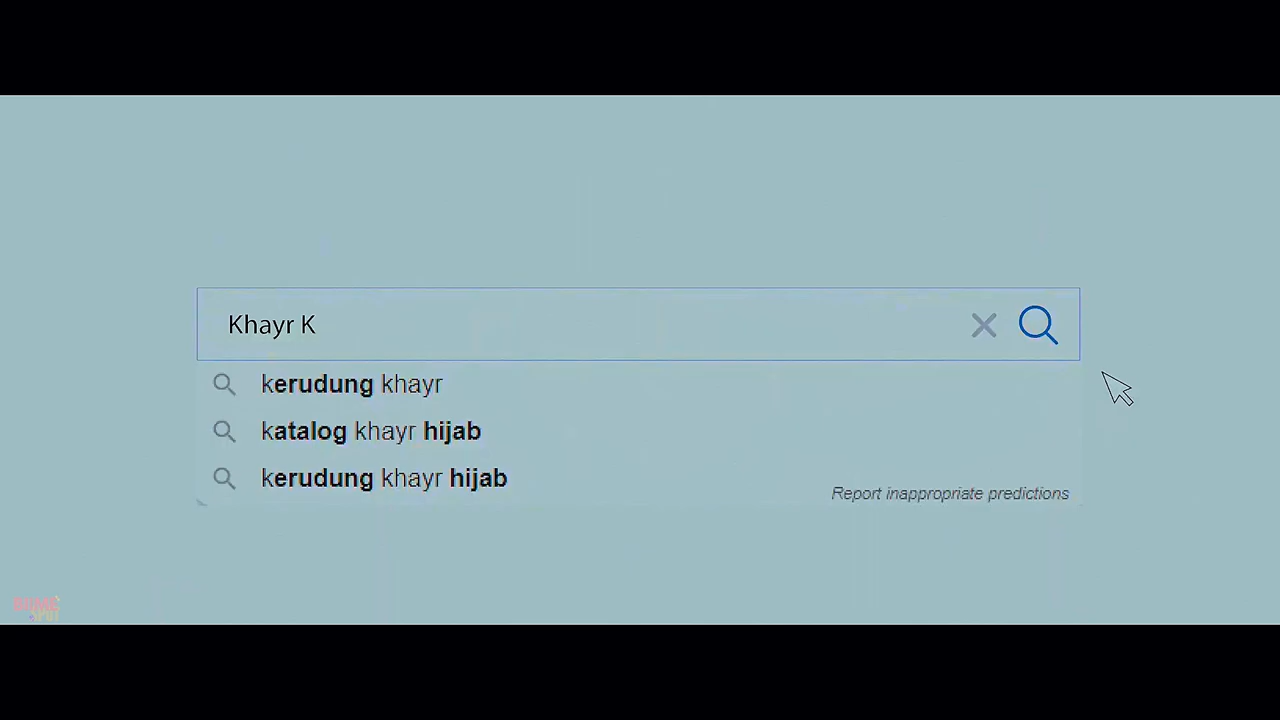 Khayr K
kerudung khayr
katalog khayr hijab
kerudung khayr hijab
Report inappropriate predictions